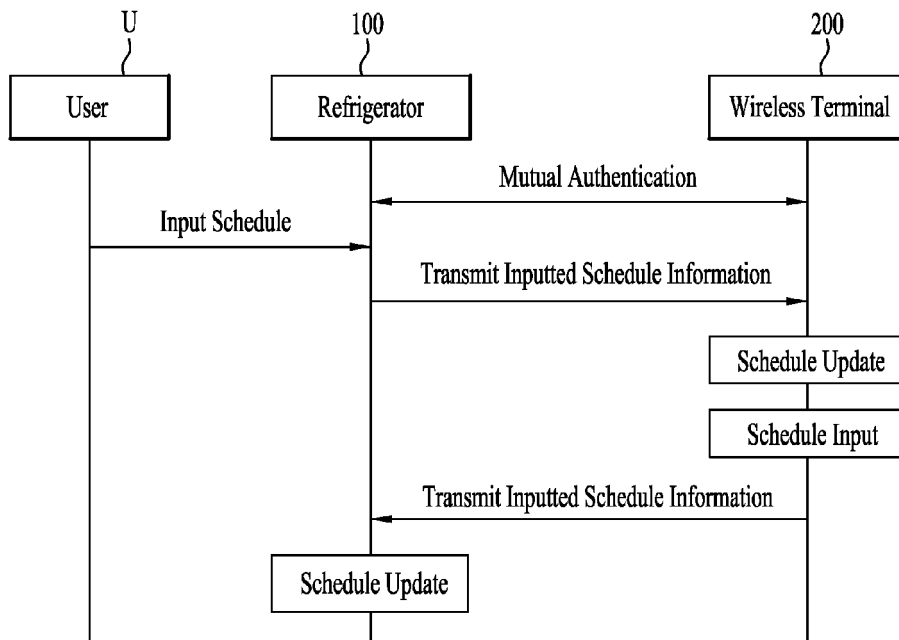 U
100
200
User
Refrigerator
Wireless Terminal
Mutual Authentication
Input Schedule
Transmit Inputted Schedule Information
Schedule Update
Schedule Input
Transmit Inputted Schedule Information
Schedule Update